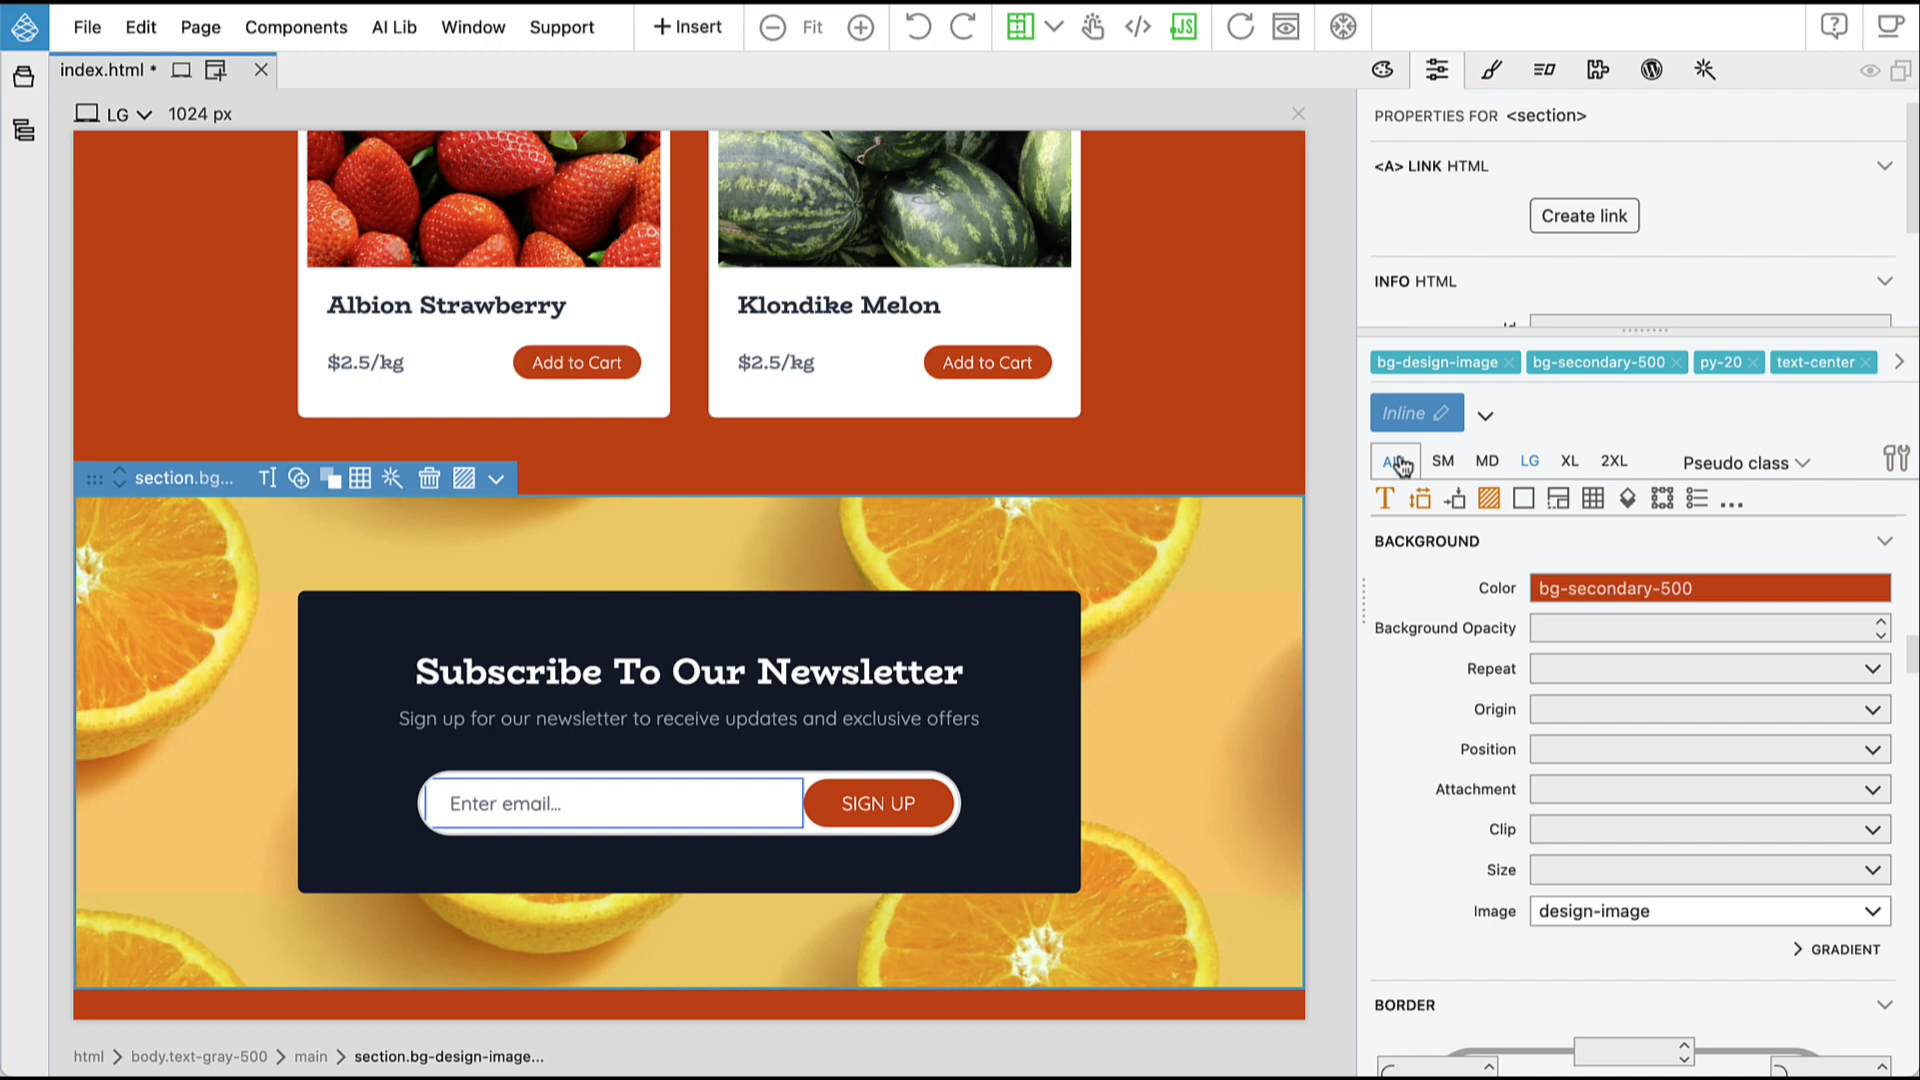 File Edit Page Components AI Lib Window Support + Insert Fit JS
index.html *
LG 1024 px
PROPERTIES FOR <section>
<A> LINK HTML
Create link
INFO HTML
Albion Strawberry
$2.5/kg Add to Cart
Klondike Melon
$2.5/kg Add to Cart
bg-design-image bg-secondary-500 py-20 text-center
Inline
SM MD LG XL 2XL Pseudo class
section.bg...
BACKGROUND
Color bg-secondary-500
Background Opacity
Repeat
Origin
Position
Attachment
Clip
Size
Image design-image
GRADIENT
BORDER
Subscribe To Our Newsletter
Sign up for our newsletter to receive updates and exclusive offers
Enter email... SIGN UP
html body.text-gray-500 main section.bg-design-image...